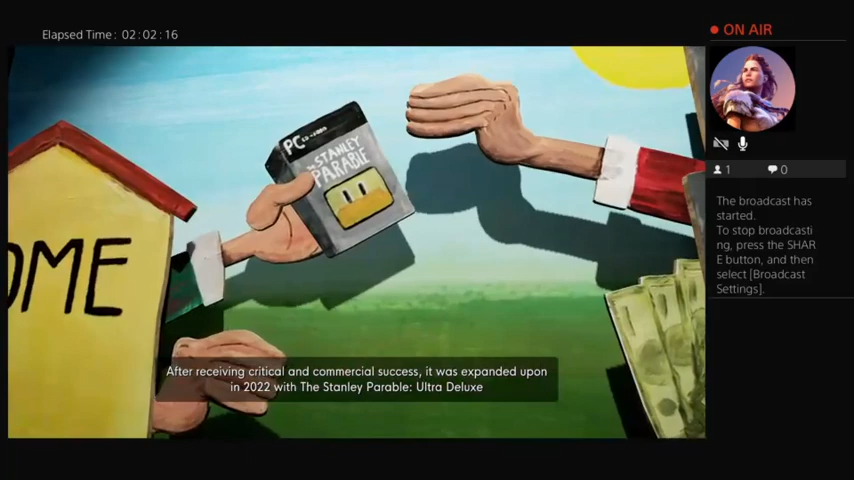 Elapsed Time: 02:02:16
ON AIR
1
0
The broadcast has
started.
To stop broadcasti
ng, press the SHAR
E button, and then
select [Broadcast
Settings].
PC
STANLEY
PARABLE
OME
After receiving critical and commercial success, it was expanded upon
in 2022 with The Stanley Parable: Ultra Deluxe